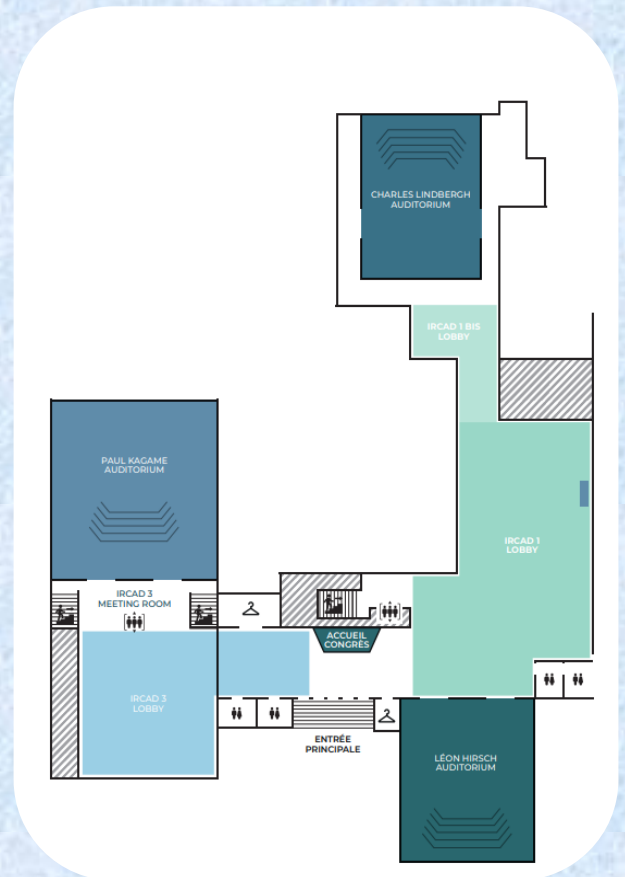 CHARLES LINDBERGH
AUDITORIUM
IRCAD 1 BIS
LOBBY
PAUL KAGAME
AUDITORIUM
IRCAD 1
LOBBY
IRCAD 3
MEETING ROOM
ACCUEIL
CONGRÈS
IRCAD 3
LOBBY
ENTRÉE
PRINCIPALE
LÉON HIRSCH
AUDITORIUM